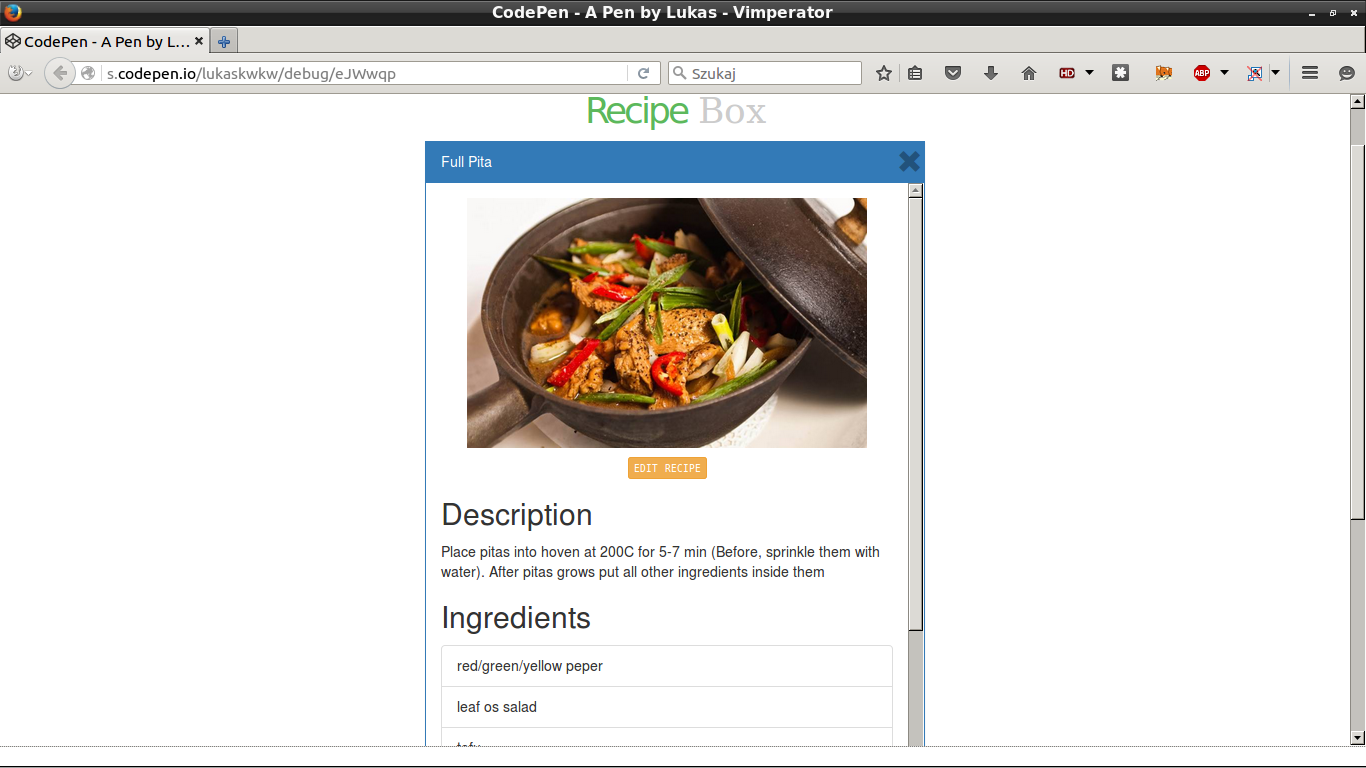 CodePen - A Pen by Lukas - Vimperator
CodePen - A Pen by L...
s.codepen.io/lukaskwkw/debug/eJWwqp
Szukaj
HD
ABP
Recipe Box
Full Pita
EDIT RECIPE
Description
Place pitas into hoven at 200C for 5-7 min (Before, sprinkle them with
water). After pitas grows put all other ingredients inside them
Ingredients
red/green/yellow peper
leaf os salad
tofu